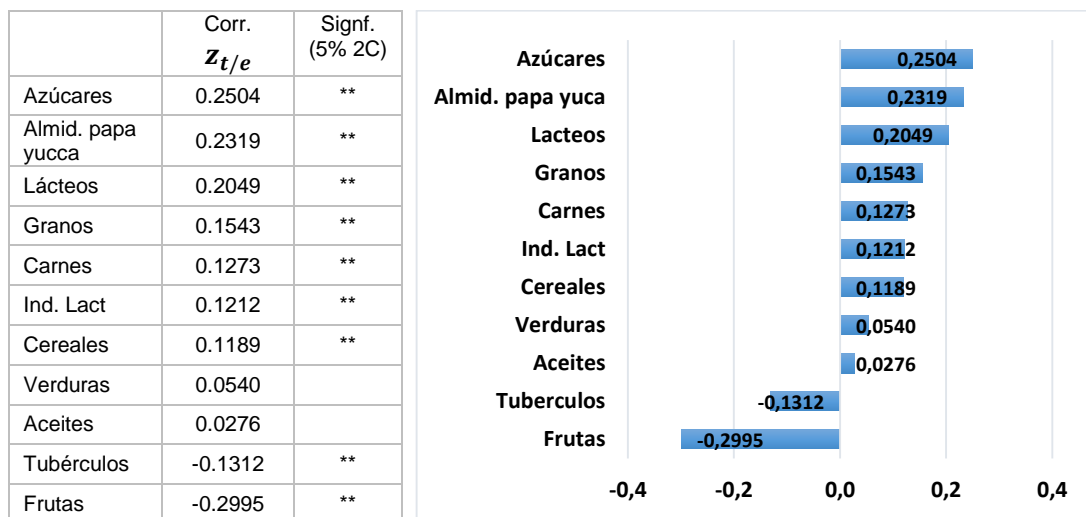 Corr. Signf.
z_{t/e} (5% 2C)
Azúcares 0.2504 **
Almid. papa
yucca 0.2319 **
Lácteos 0.2049 **
Granos 0.1543 **
Carnes 0.1273 **
Ind. Lact 0.1212 **
Cereales 0.1189 **
Verduras 0.0540
Aceites 0.0276
Tubérculos -0.1312 **
Frutas -0.2995 **
Azúcares 0,2504
Almid. papa yuca 0,2319
Lacteos 0,2049
Granos 0,1543
Carnes 0,1273
Ind. Lact 0,1212
Cereales 0,1189
Verduras 0,0540
Aceites 0,0276
Tuberculos -0,1312
Frutas -0,2995
-0,4 -0,2 0,0 0,2 0,4